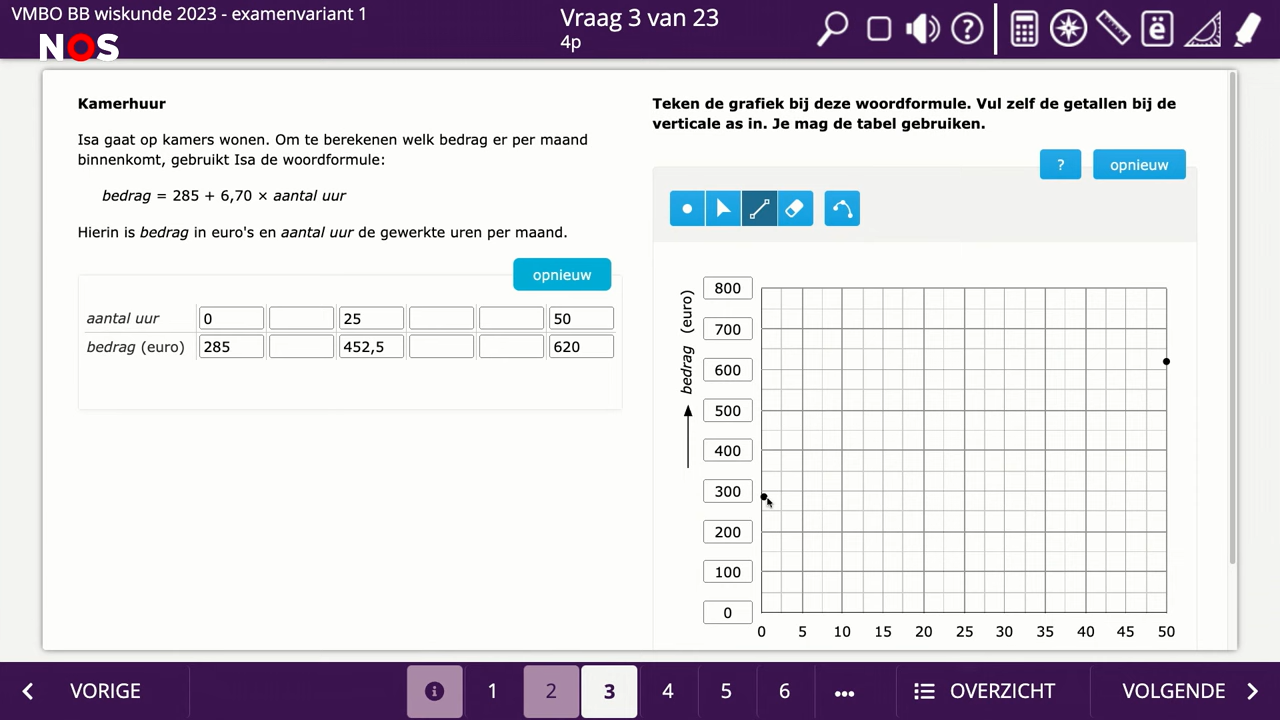 VMBO BB wiskunde 2023 - examenvariant 1
NOS
Vraag 3 van 23
4p
?
ë
Kamerhuur
Isa gaat op kamers wonen. Om te berekenen welk bedrag er per maand
binnenkomt, gebruikt Isa de woordformule:
bedrag = 285 + 6,70 × aantal uur
Hierin is bedrag in euro's en aantal uur de gewerkte uren per maand.
opnieuw
aantal uur 0 25 50
bedrag (euro) 285 452,5 620
Teken de grafiek bij deze woordformule. Vul zelf de getallen bij de
verticale as in. Je mag de tabel gebruiken.
? opnieuw
bedrag (euro)
800
700
600
500
400
300
200
100
0
0 5 10 15 20 25 30 35 40 45 50
VORIGE 1 2 3 4 5 6 ... OVERZICHT VOLGENDE